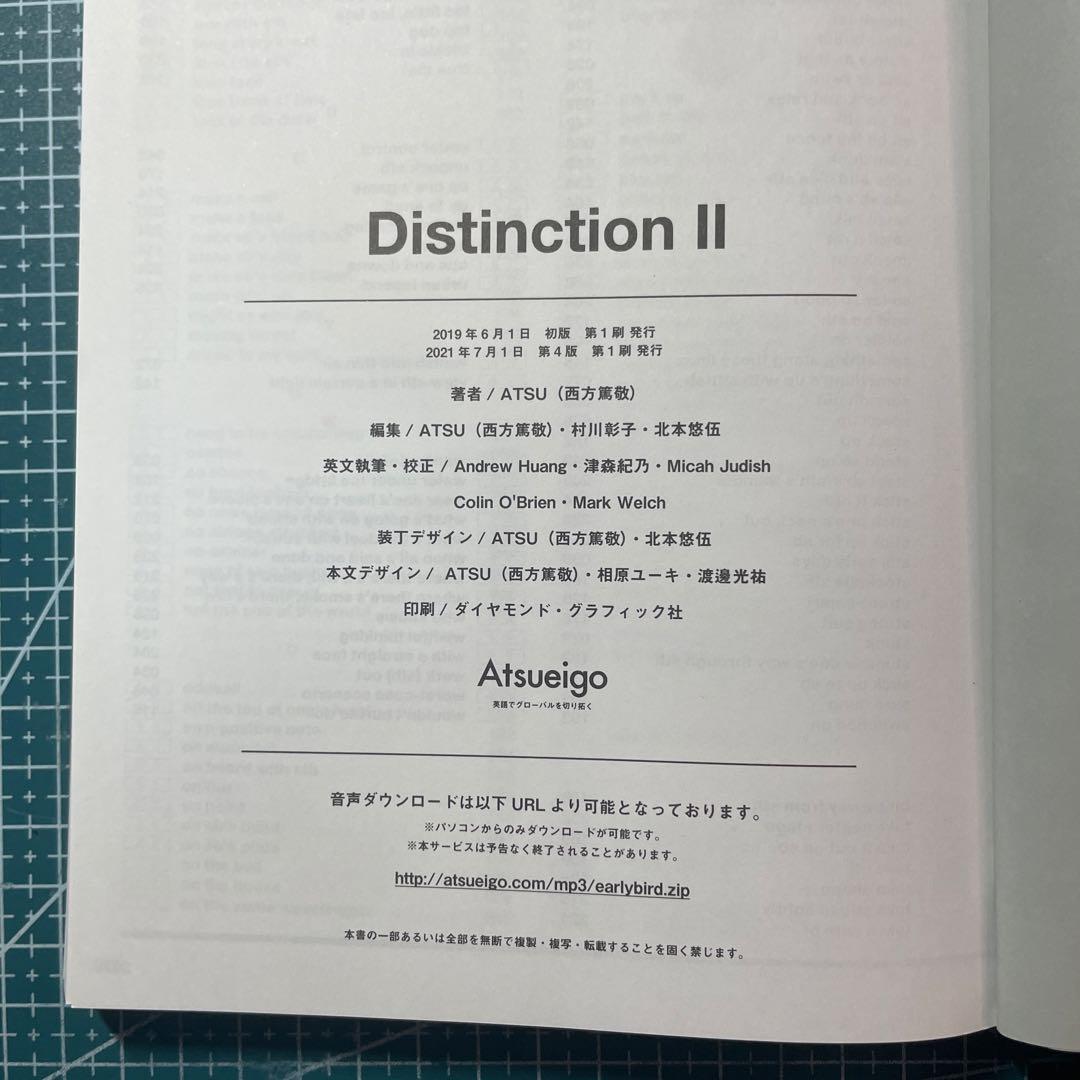 Distinction II
2019年6月1日　初版　第1刷 発行
2021年7月1日　第4版　第1刷 発行
著者 / ATSU（西方篤敬）
編集 / ATSU（西方篤敬）・村川彰子・北本悠伍
英文執筆・校正 / Andrew Huang・津森紀乃・Micah Judish
Colin O'Brien・Mark Welch
装丁デザイン / ATSU（西方篤敬）・北本悠伍
本文デザイン / ATSU（西方篤敬）・相原ユーキ・渡邊光祐
印刷 / ダイヤモンド・グラフィック社
Atsueigo
英語でグローバルを切り拓く
音声ダウンロードは以下 URL より可能となっております。
※パソコンからのみダウンロードが可能です。
※本サービスは予告なく終了されることがあります。
http://atsueigo.com/mp3/earlybird.zip
本書の一部あるいは全部を無断で複製・複写・転載することを固く禁じます。